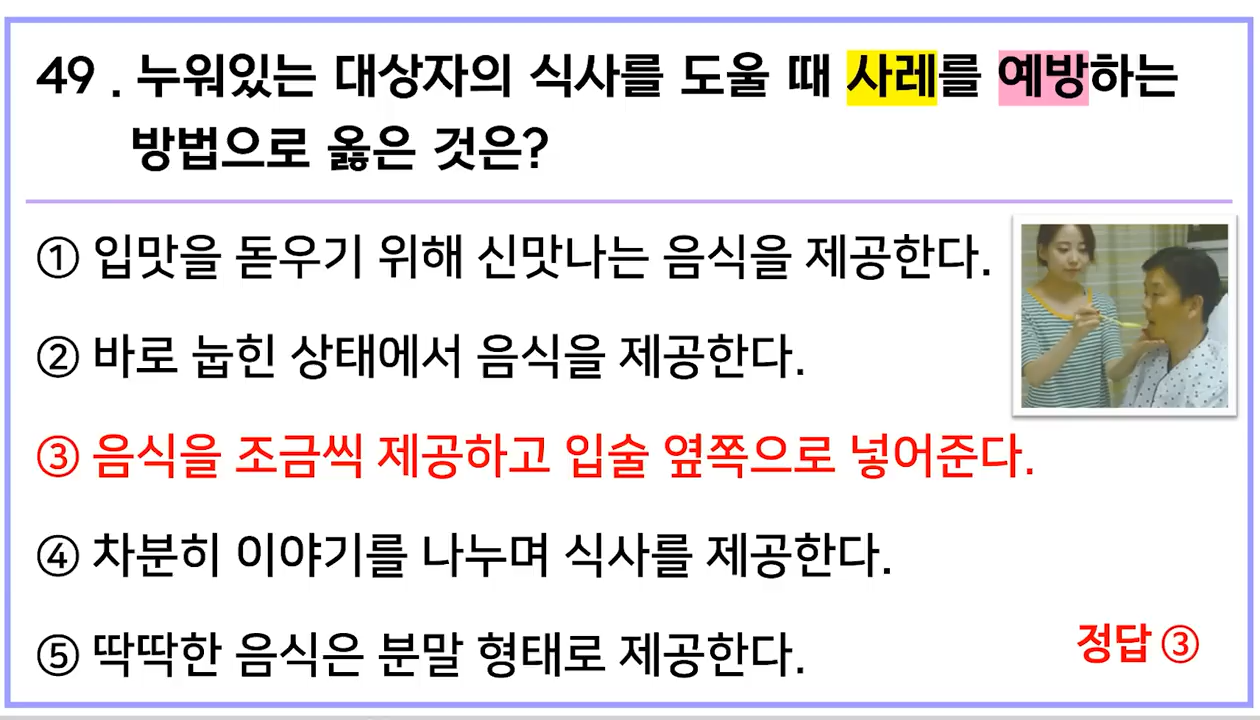 49 . 누워있는 대상자의 식사를 도울 때 사레를 예방하는
방법으로 옳은 것은?
① 입맛을 돋우기 위해 신맛나는 음식을 제공한다.
② 바로 눕힌 상태에서 음식을 제공한다.
③ 음식을 조금씩 제공하고 입술 옆쪽으로 넣어준다.
④ 차분히 이야기를 나누며 식사를 제공한다.
⑤ 딱딱한 음식은 분말 형태로 제공한다.
정답 ③